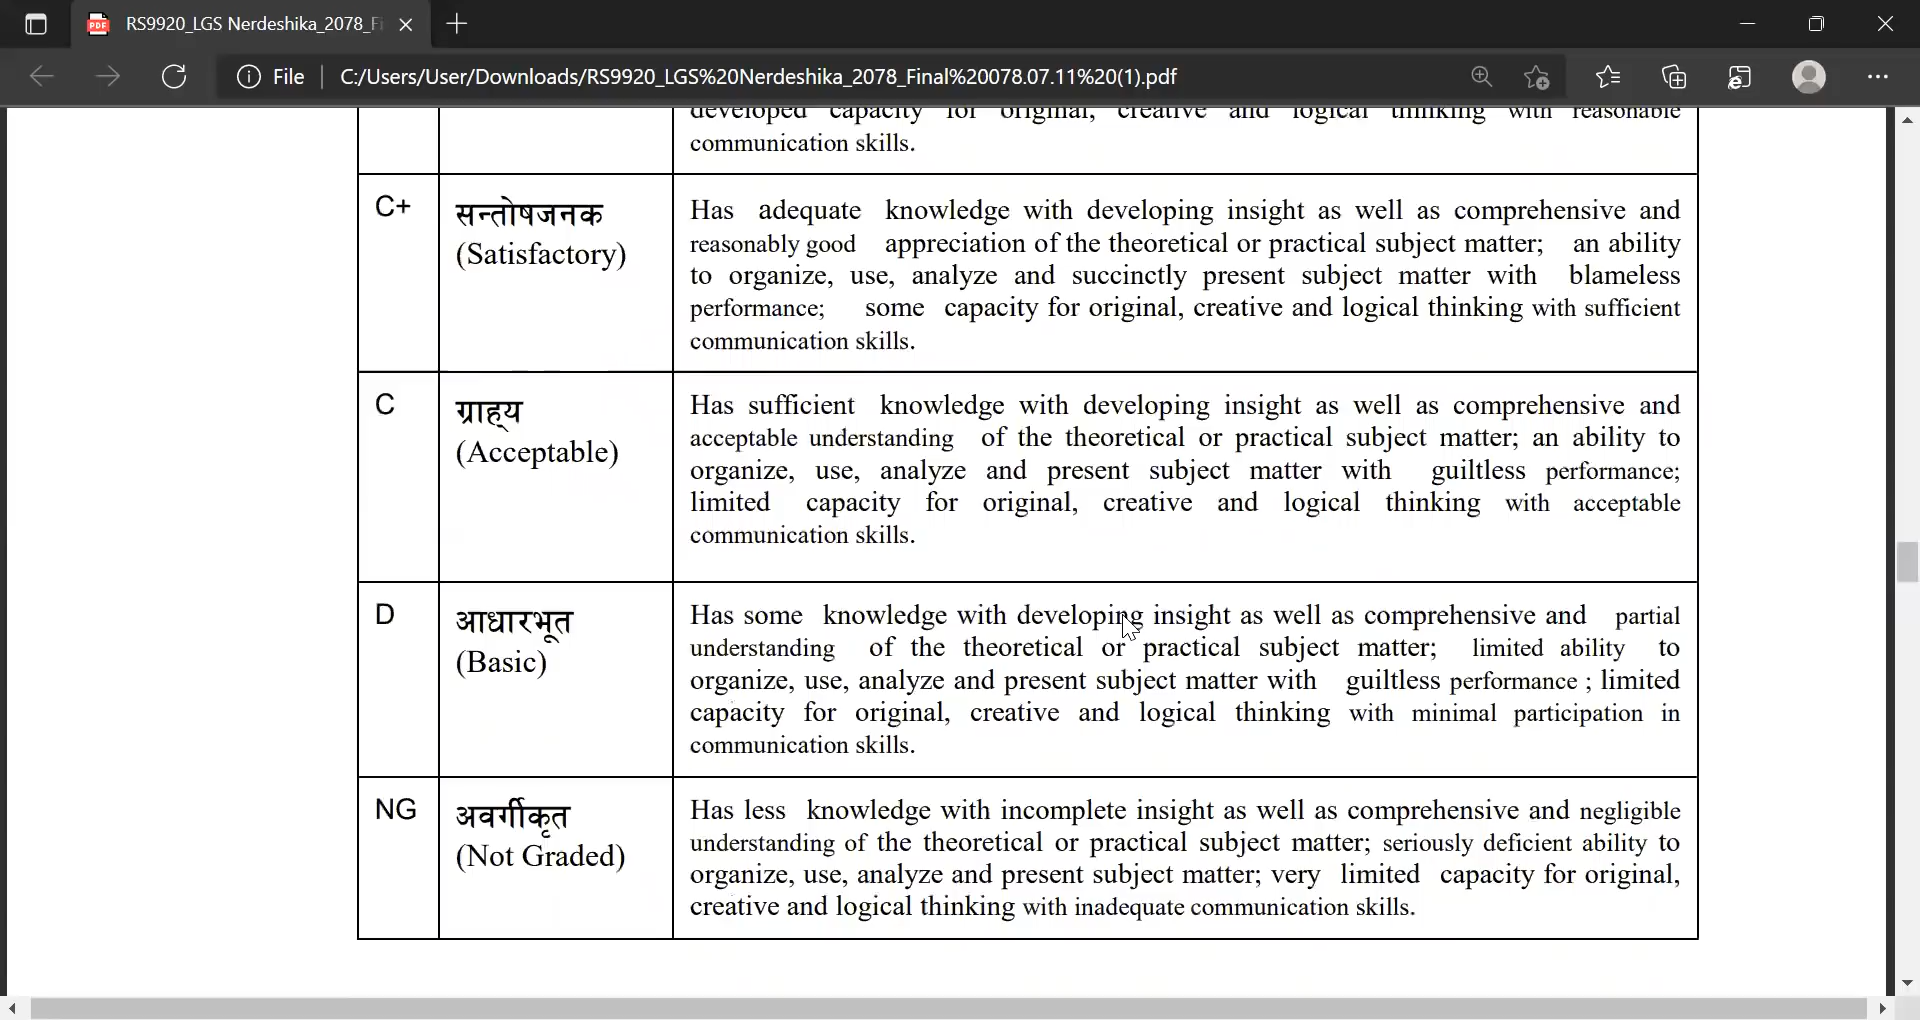 RS9920_LGS Nerdeshika_2078_Fi
File
C:/Users/User/Downloads/RS9920_LGS%20Nerdeshika_2078_Final%20078.07.11%20(1).pdf
developed capacity for original, creative and logical thinking with reasonable
communication skills.
C+
सन्तोषजनक
(Satisfactory)
Has adequate knowledge with developing insight as well as comprehensive and
reasonably good appreciation of the theoretical or practical subject matter; an ability
to organize, use, analyze and succinctly present subject matter with blameless
performance; some capacity for original, creative and logical thinking with sufficient
communication skills.
C
ग्राह्य
(Acceptable)
Has sufficient knowledge with developing insight as well as comprehensive and
acceptable understanding of the theoretical or practical subject matter; an ability to
organize, use, analyze and present subject matter with guiltless performance;
limited capacity for original, creative and logical thinking with acceptable
communication skills.
D
आधारभूत
(Basic)
Has some knowledge with developing insight as well as comprehensive and partial
understanding of the theoretical or practical subject matter; limited ability to
organize, use, analyze and present subject matter with guiltless performance ; limited
capacity for original, creative and logical thinking with minimal participation in
communication skills.
NG
अवर्गीकृत
(Not Graded)
Has less knowledge with incomplete insight as well as comprehensive and negligible
understanding of the theoretical or practical subject matter; seriously deficient ability to
organize, use, analyze and present subject matter; very limited capacity for original,
creative and logical thinking with inadequate communication skills.